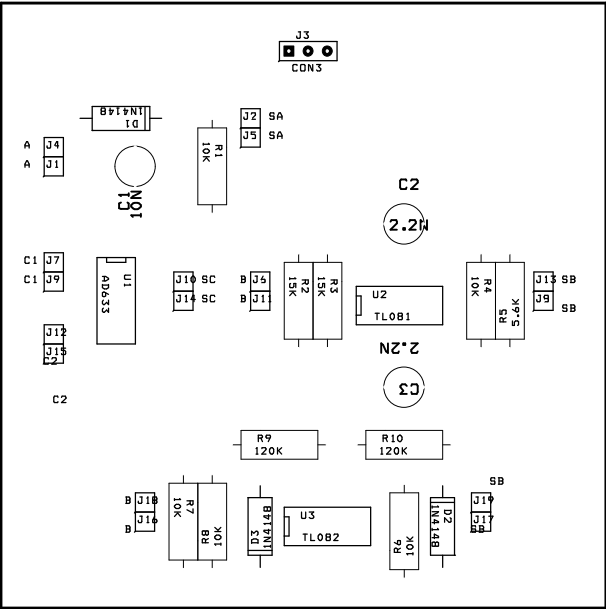 J3
CON3
1N4148
D1
J2 SA
J5 SA
A J4
A J1
R1
10K
C1
10N
C2
2.2N
C1 J7
C1 J9
U1
AD633
J10 SC
J14 SC
B J6
B J11
R2
15K
R3
15K
U2
TL081
R4
10K
R5
5.6K
J13 SB
J8
SB
J12
J15
C2
C2
2.2N
C3
R9
120K
R10
120K
B J18
J16
B
R7
10K
R8
10K
D3
1N4148
U3
TL082
R6
10K
D2
1N4148
SB
J19
J17
SB